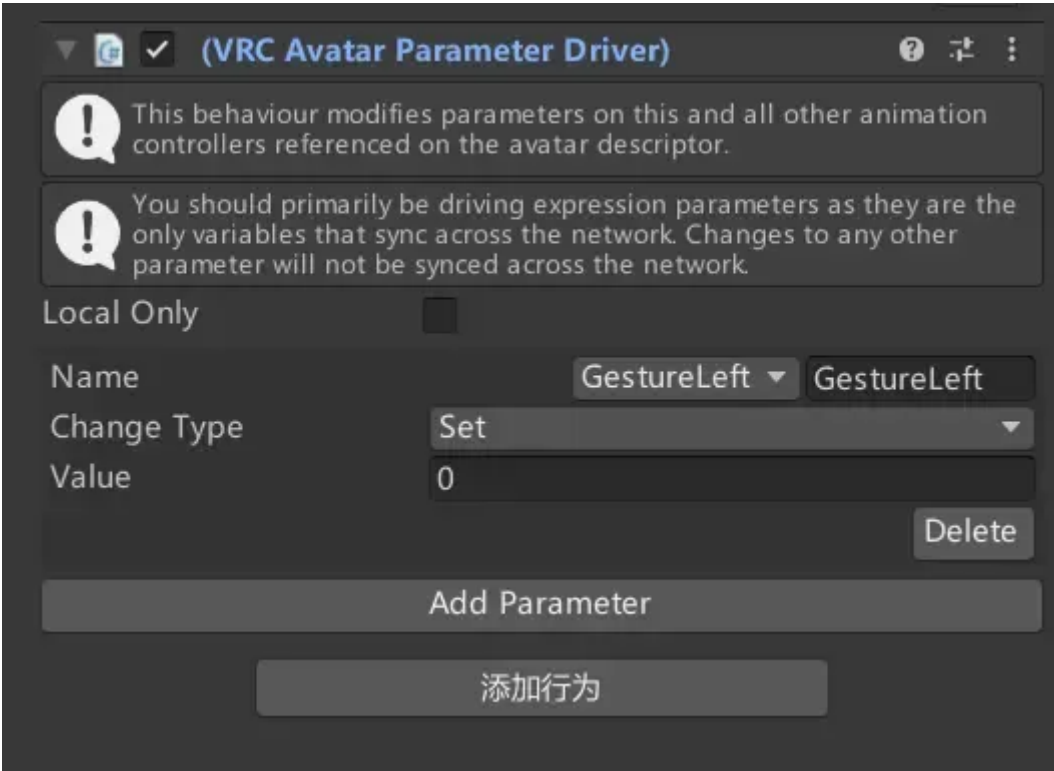 (VRC Avatar Parameter Driver)
This behaviour modifies parameters on this and all other animation
controllers referenced on the avatar descriptor.
You should primarily be driving expression parameters as they are the
only variables that sync across the network. Changes to any other
parameter will not be synced across the network.
Local Only
Name GestureLeft GestureLeft
Change Type Set
Value 0
Delete
Add Parameter
添加行为